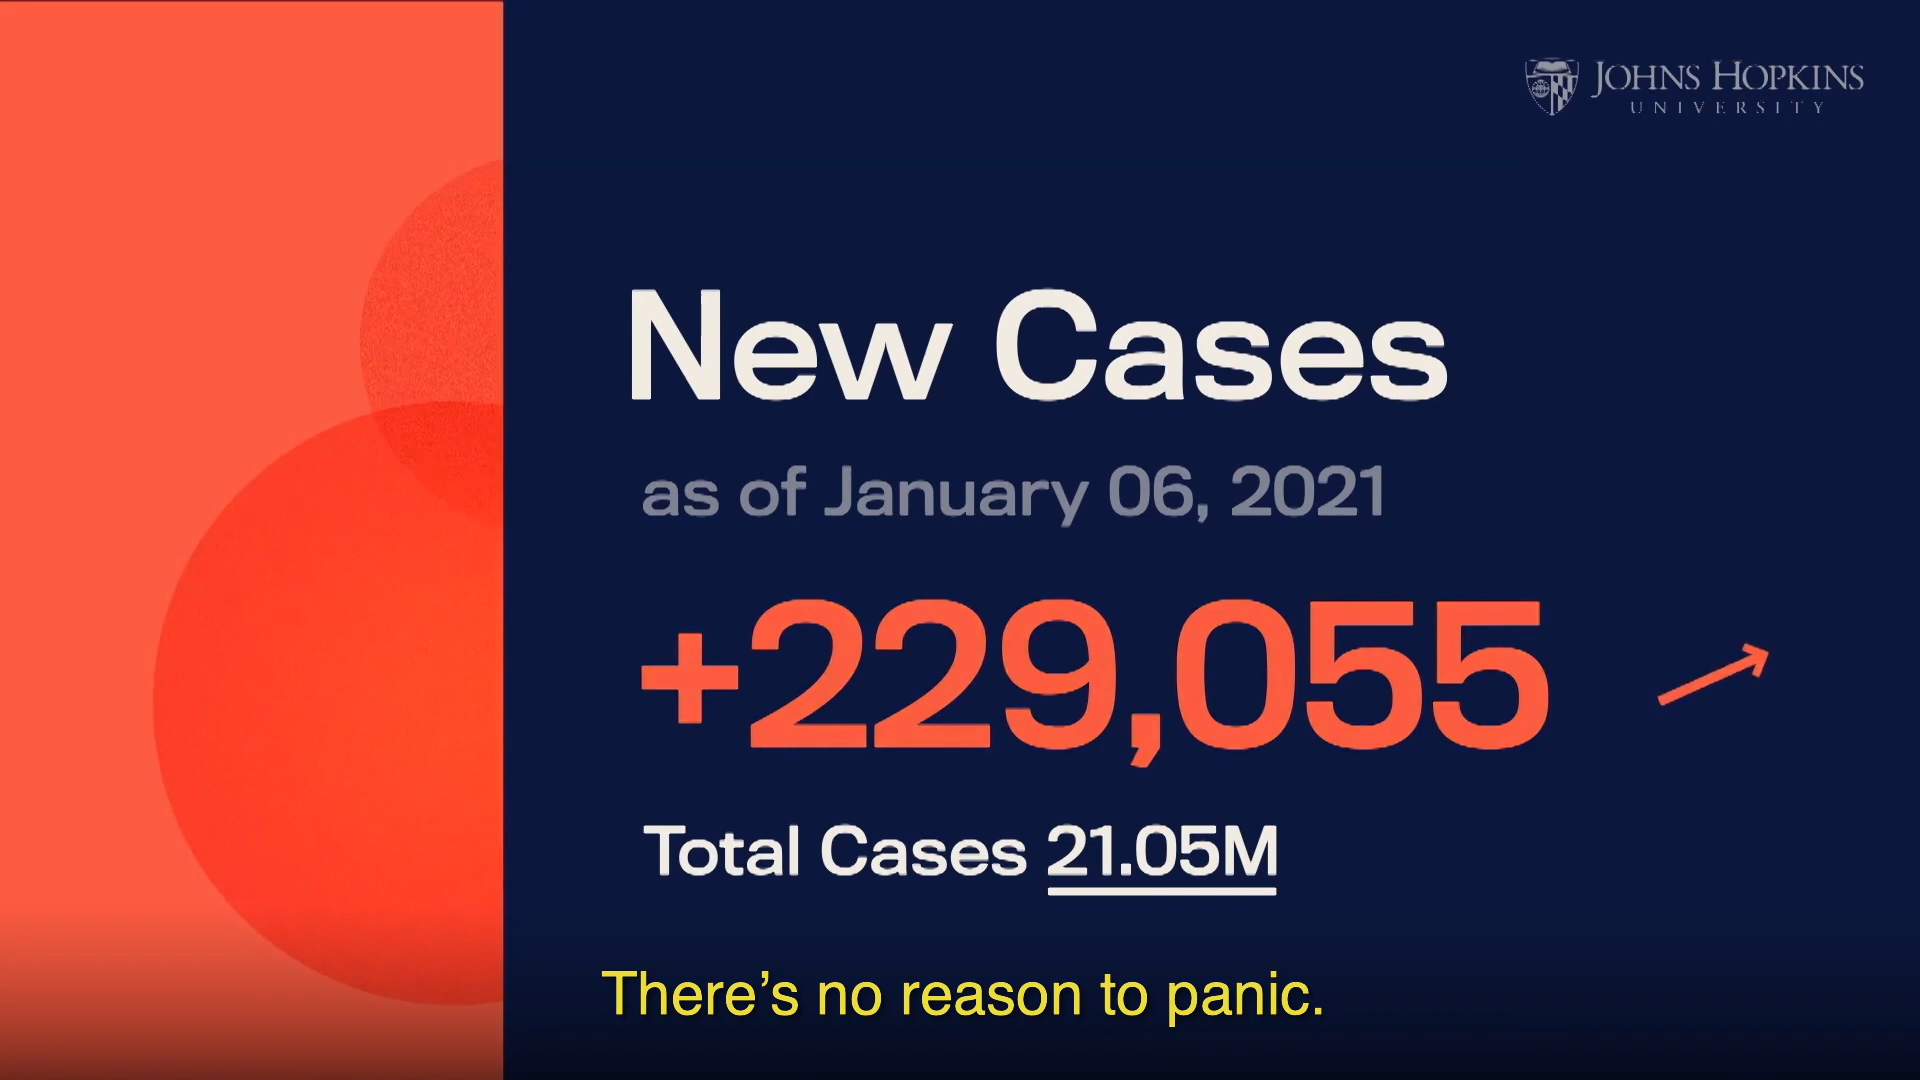 JOHNS HOPKINS
UNIVERSITY
New Cases
as of January 06, 2021
+229,055
Total Cases 21.05M
There’s no reason to panic.